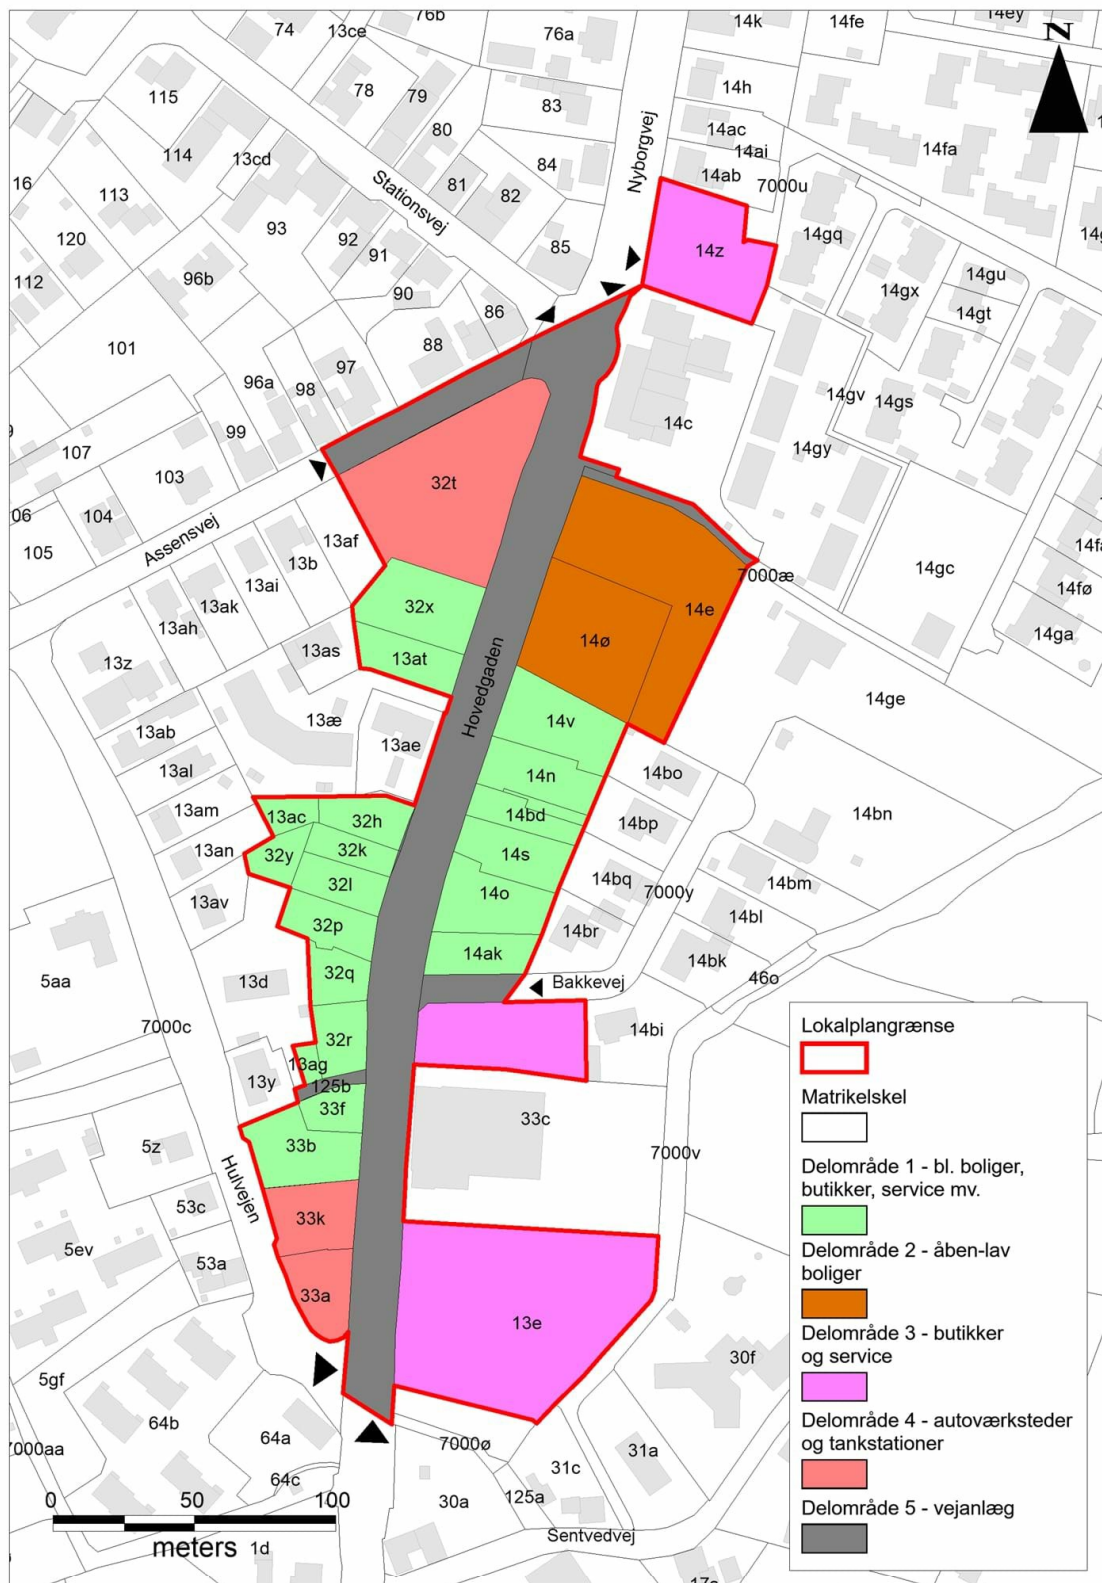 76b
74
13ce
76a
14k
14fe
14ey
N
115
78
79
83
14h
80
14ac
14ai
114
13cd
84
14fa
16
113
81
82
14ab
7000u
Nyborgvej
Stationsvej
120
93
92
91
85
14z
14gq
112
96b
90
86
14gx
14gu
14gt
101
88
97
96a
98
14gv
14gs
99
14c
107
103
32t
14gy
104
105
Assensvej
13af
13b
13ai
13ak
13ah
7000æ
14gc
14fø
14ga
32x
14e
14ø
13as
13at
13z
Hovedgaden
14ge
13æ
14v
13ab
13ae
13al
14n
14bo
13am
13ac
32h
14bd
14bp
14bn
32k
13an
32y
14s
32l
14bq
7000y
14bm
13av
14o
32p
14bl
14br
14ak
14bk
32q
46o
5aa
13d
Bakkevej
7000c
32r
14bi
13ag
13y
125b
33f
33c
5z
33b
7000v
Hulvejen
53c
33k
5ev
53a
33a
13e
30f
5gf
64b
64a
7000ø
31a
31c
64c
30a
125a
Sentvedvej
1d
0 50 100
meters
Lokalplangrænse
Matrikelskel
Delområde 1 - bl. boliger,
butikker, service mv.
Delområde 2 - åben-lav
boliger
Delområde 3 - butikker
og service
Delområde 4 - autoværksteder
og tankstationer
Delområde 5 - vejanlæg